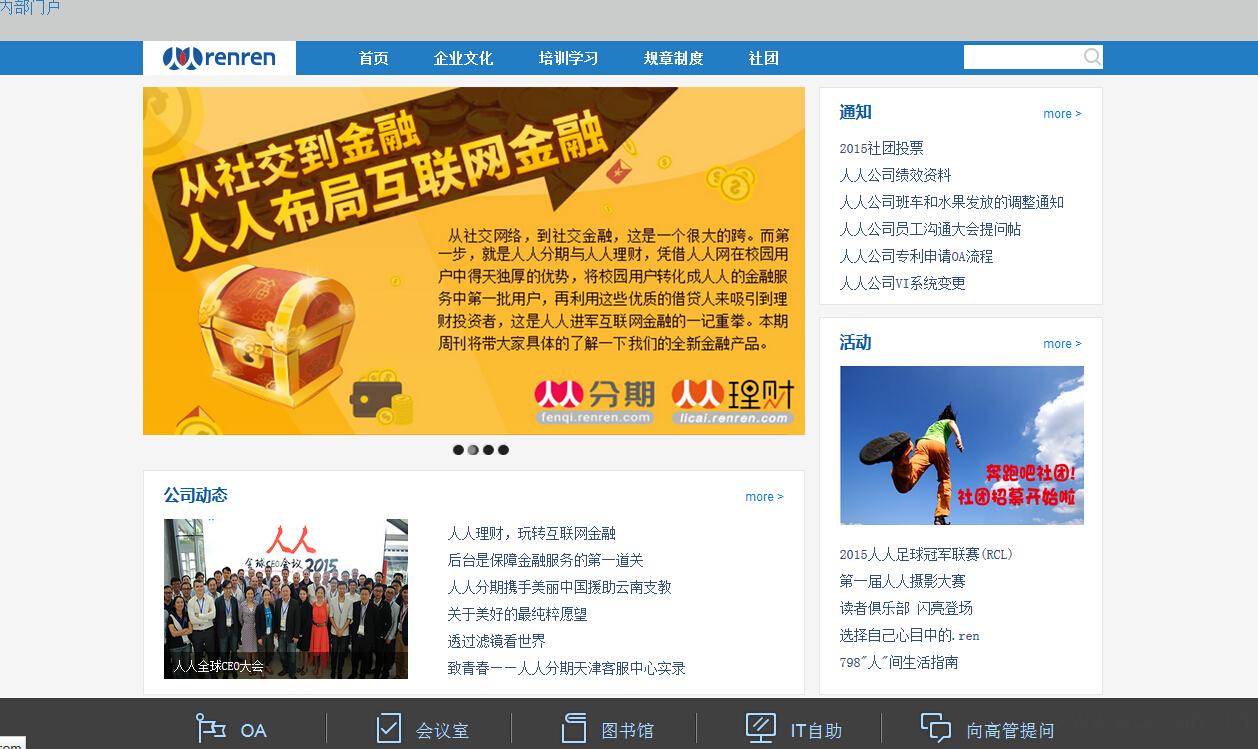 内部门户
renren
首页 企业文化 培训学习 规章制度 社团
从社交到金融
人人布局互联网金融
从社交网络，到社交金融，这是一个很大的跨。而第
一步，就是人人分期与人人理财，凭借人人网在校园用
户中得天独厚的优势，将校园用户转化成人人的金融服
务中第一批用户，再利用这些优质的借贷人来吸引到理
财投资者，这是人人进军互联网金融的一记重拳。本期
周刊将带大家具体的了解一下我们的全新金融产品。
人人分期
fenqi.renren.com
人人理财
licai.renren.com
通知 more >
2015社团投票
人人公司绩效资料
人人公司班车和水果发放的调整通知
人人公司员工沟通大会提问帖
人人公司专利申请OA流程
人人公司VI系统变更
活动 more >
奔跑吧社团!
社团招募开始啦
2015人人足球冠军联赛(RCL)
第一届人人摄影大赛
读者俱乐部 闪亮登场
选择自己心目中的.ren
798"人"间生活指南
公司动态 more >
人人
全球CEO会议 2015
人人全球CEO大会
人人理财，玩转互联网金融
后台是保障金融服务的第一道关
人人分期携手美丽中国援助云南支教
关于美好的最纯粹愿望
透过滤镜看世界
致青春——人人分期天津客服中心实录
OA 会议室 图书馆 IT自助 向高管提问